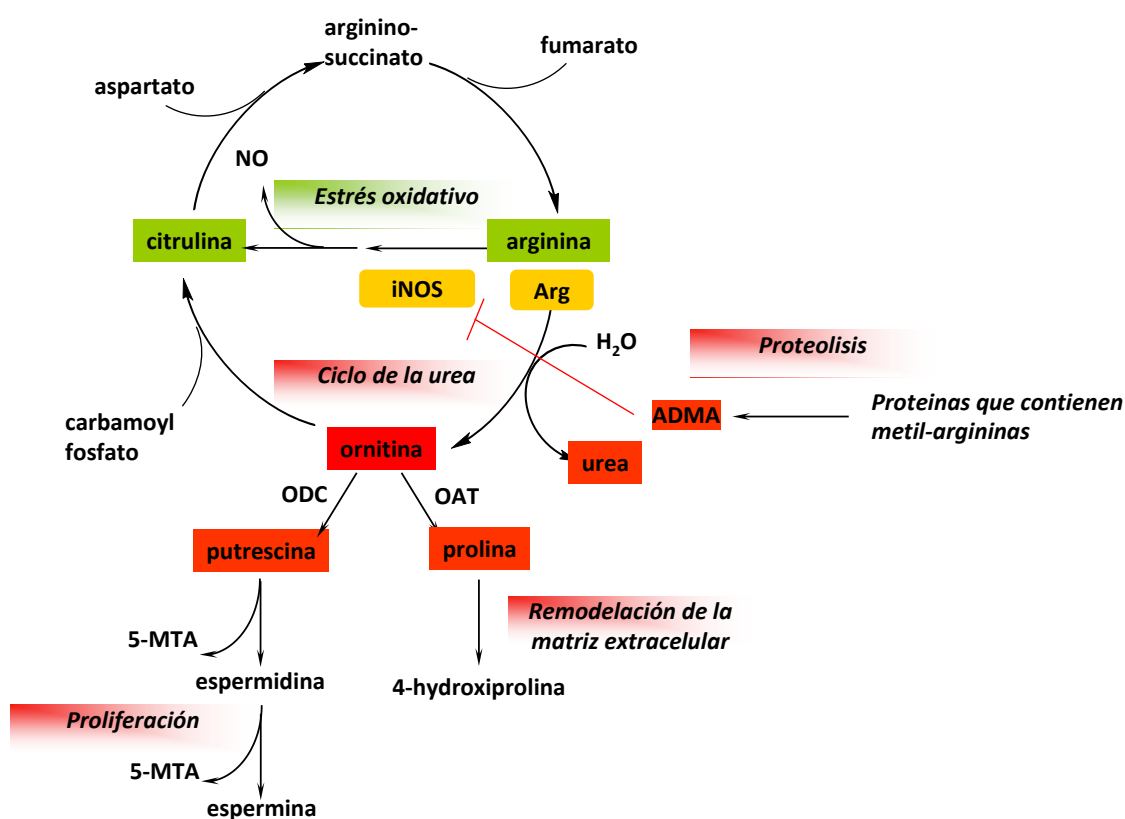 arginino-
succinato
fumarato
aspartato
NO
Estrés oxidativo
citrulina
arginina
iNOS
Arg
H2O
Proteolisis
Ciclo de la urea
ADMA
Proteinas que contienen
metil-argininas
carbamoyl
fosfato
ornitina
urea
ODC
OAT
putrescina
prolina
Remodelación de la
matriz extracelular
5-MTA
espermidina
4-hydroxiprolina
Proliferación
5-MTA
espermina